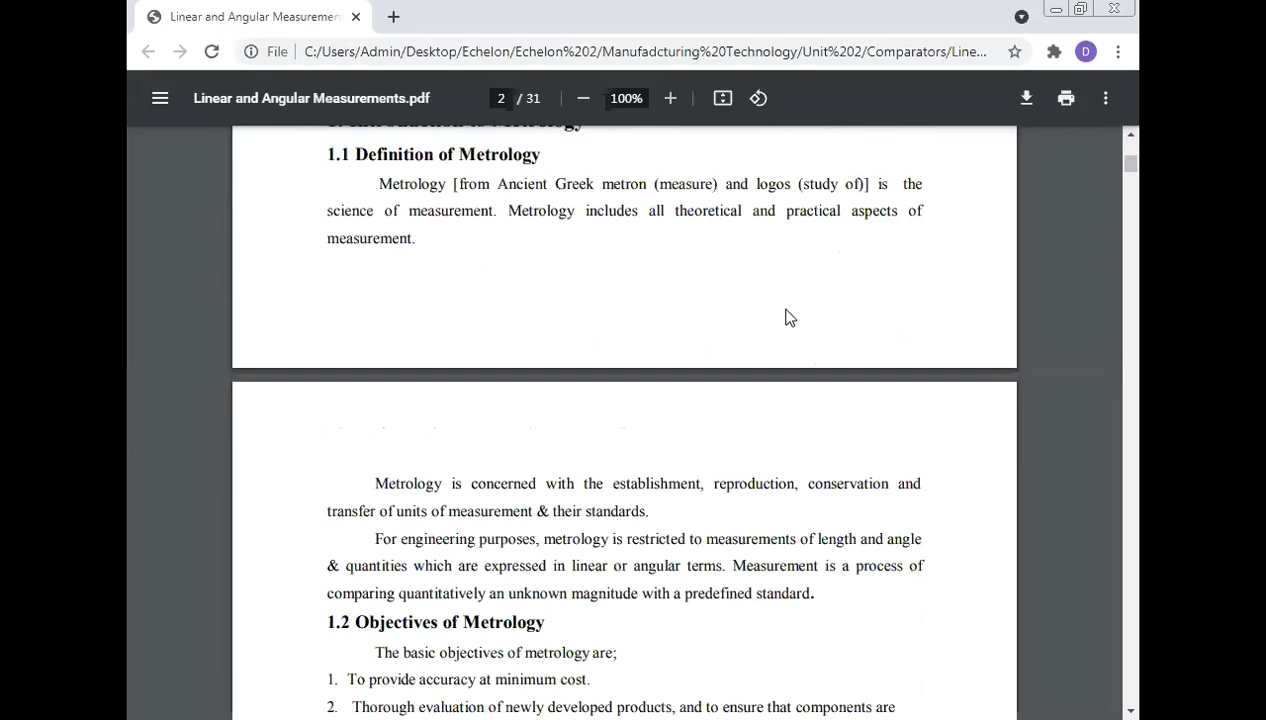 Linear and Angular Measuremen
File C:/Users/Admin/Desktop/Echelon/Echelon%202/Manufadcturing%20Technology/Unit%202/Comparators/Line...
D
Linear and Angular Measurements.pdf 2 / 31 100%
1.1 Definition of Metrology
Metrology [from Ancient Greek metron (measure) and logos (study of)] is the
science of measurement. Metrology includes all theoretical and practical aspects of
measurement.
Metrology is concerned with the establishment, reproduction, conservation and
transfer of units of measurement & their standards.
For engineering purposes, metrology is restricted to measurements of length and angle
& quantities which are expressed in linear or angular terms. Measurement is a process of
comparing quantitatively an unknown magnitude with a predefined standard.
1.2 Objectives of Metrology
The basic objectives of metrology are;
1. To provide accuracy at minimum cost.
2. Thorough evaluation of newly developed products, and to ensure that components are